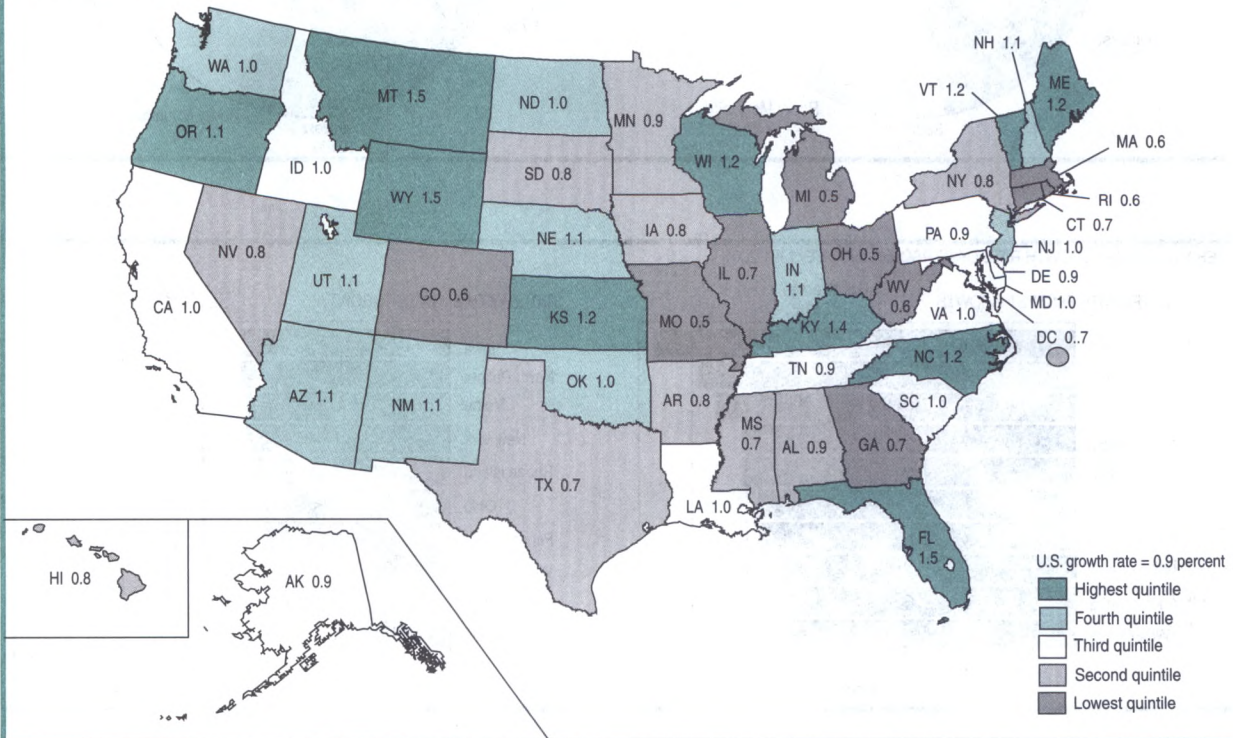 NH 1.1
VT 1.2
ME
1.2
WA 1.0
MT 1.5
ND 1.0
MN 0.9
OR 1.1
ID 1.0
WI 1.2
MA 0.6
SD 0.8
WY 1.5
NY 0.8
MI 0.5
RI 0.6
CT 0.7
IA 0.8
PA 0.9
NE 1.1
NJ 1.0
NV 0.8
OH 0.5
UT 1.1
IL 0.7
IN
1.1
DE 0.9
CO 0.6
WV
0.6
MD 1.0
CA 1.0
VA 1.0
KS 1.2
MO 0.5
KY 1.4
DC 0..7
NC 1.2
TN 0.9
OK 1.0
AZ 1.1
NM 1.1
AR 0.8
SC 1.0
MS
0.7
AL 0.9
GA 0.7
TX 0.7
LA 1.0
FL
1.5
HI 0.8
AK 0.9
U.S. growth rate = 0.9 percent
Highest quintile
Fourth quintile
Third quintile
Second quintile
Lowest quintile